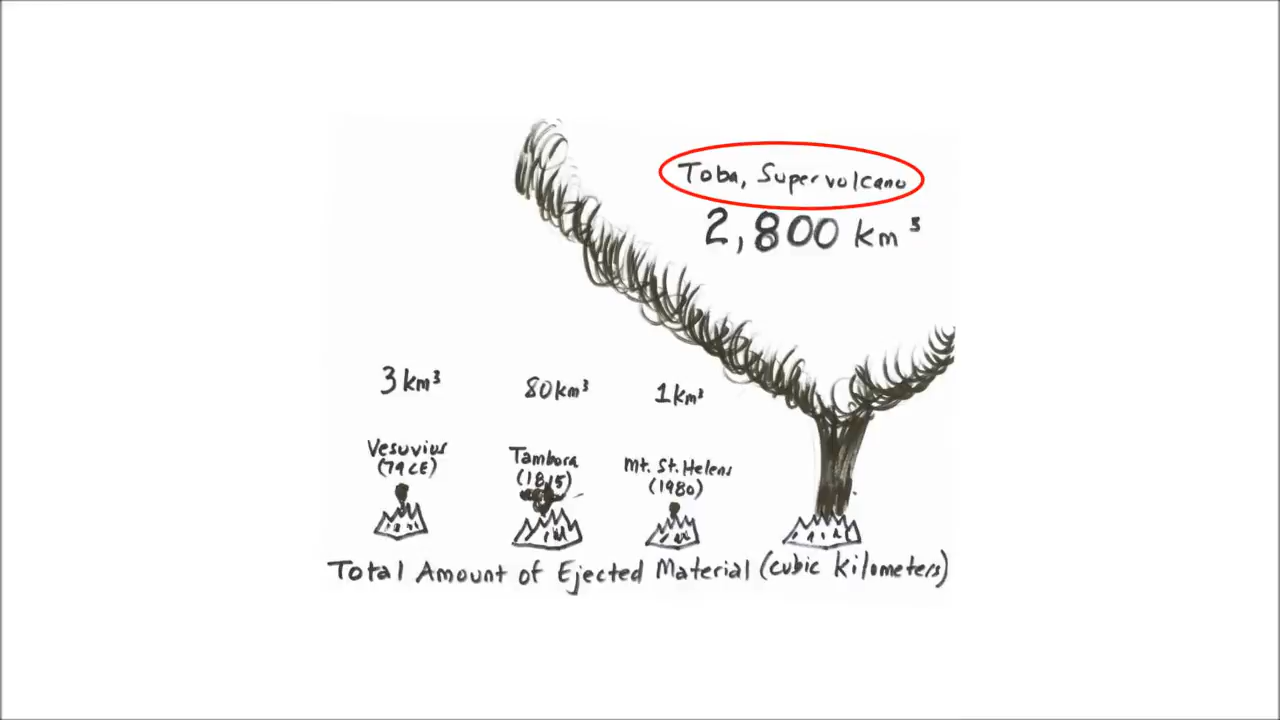 Toba, Supervolcano
2,800 km³
3 km³
80 km³
1 km³
Vesuvius
(79 CE)
Tambora
(1815)
Mt. St. Helens
(1980)
Total Amount of Ejected Material (cubic kilometers)